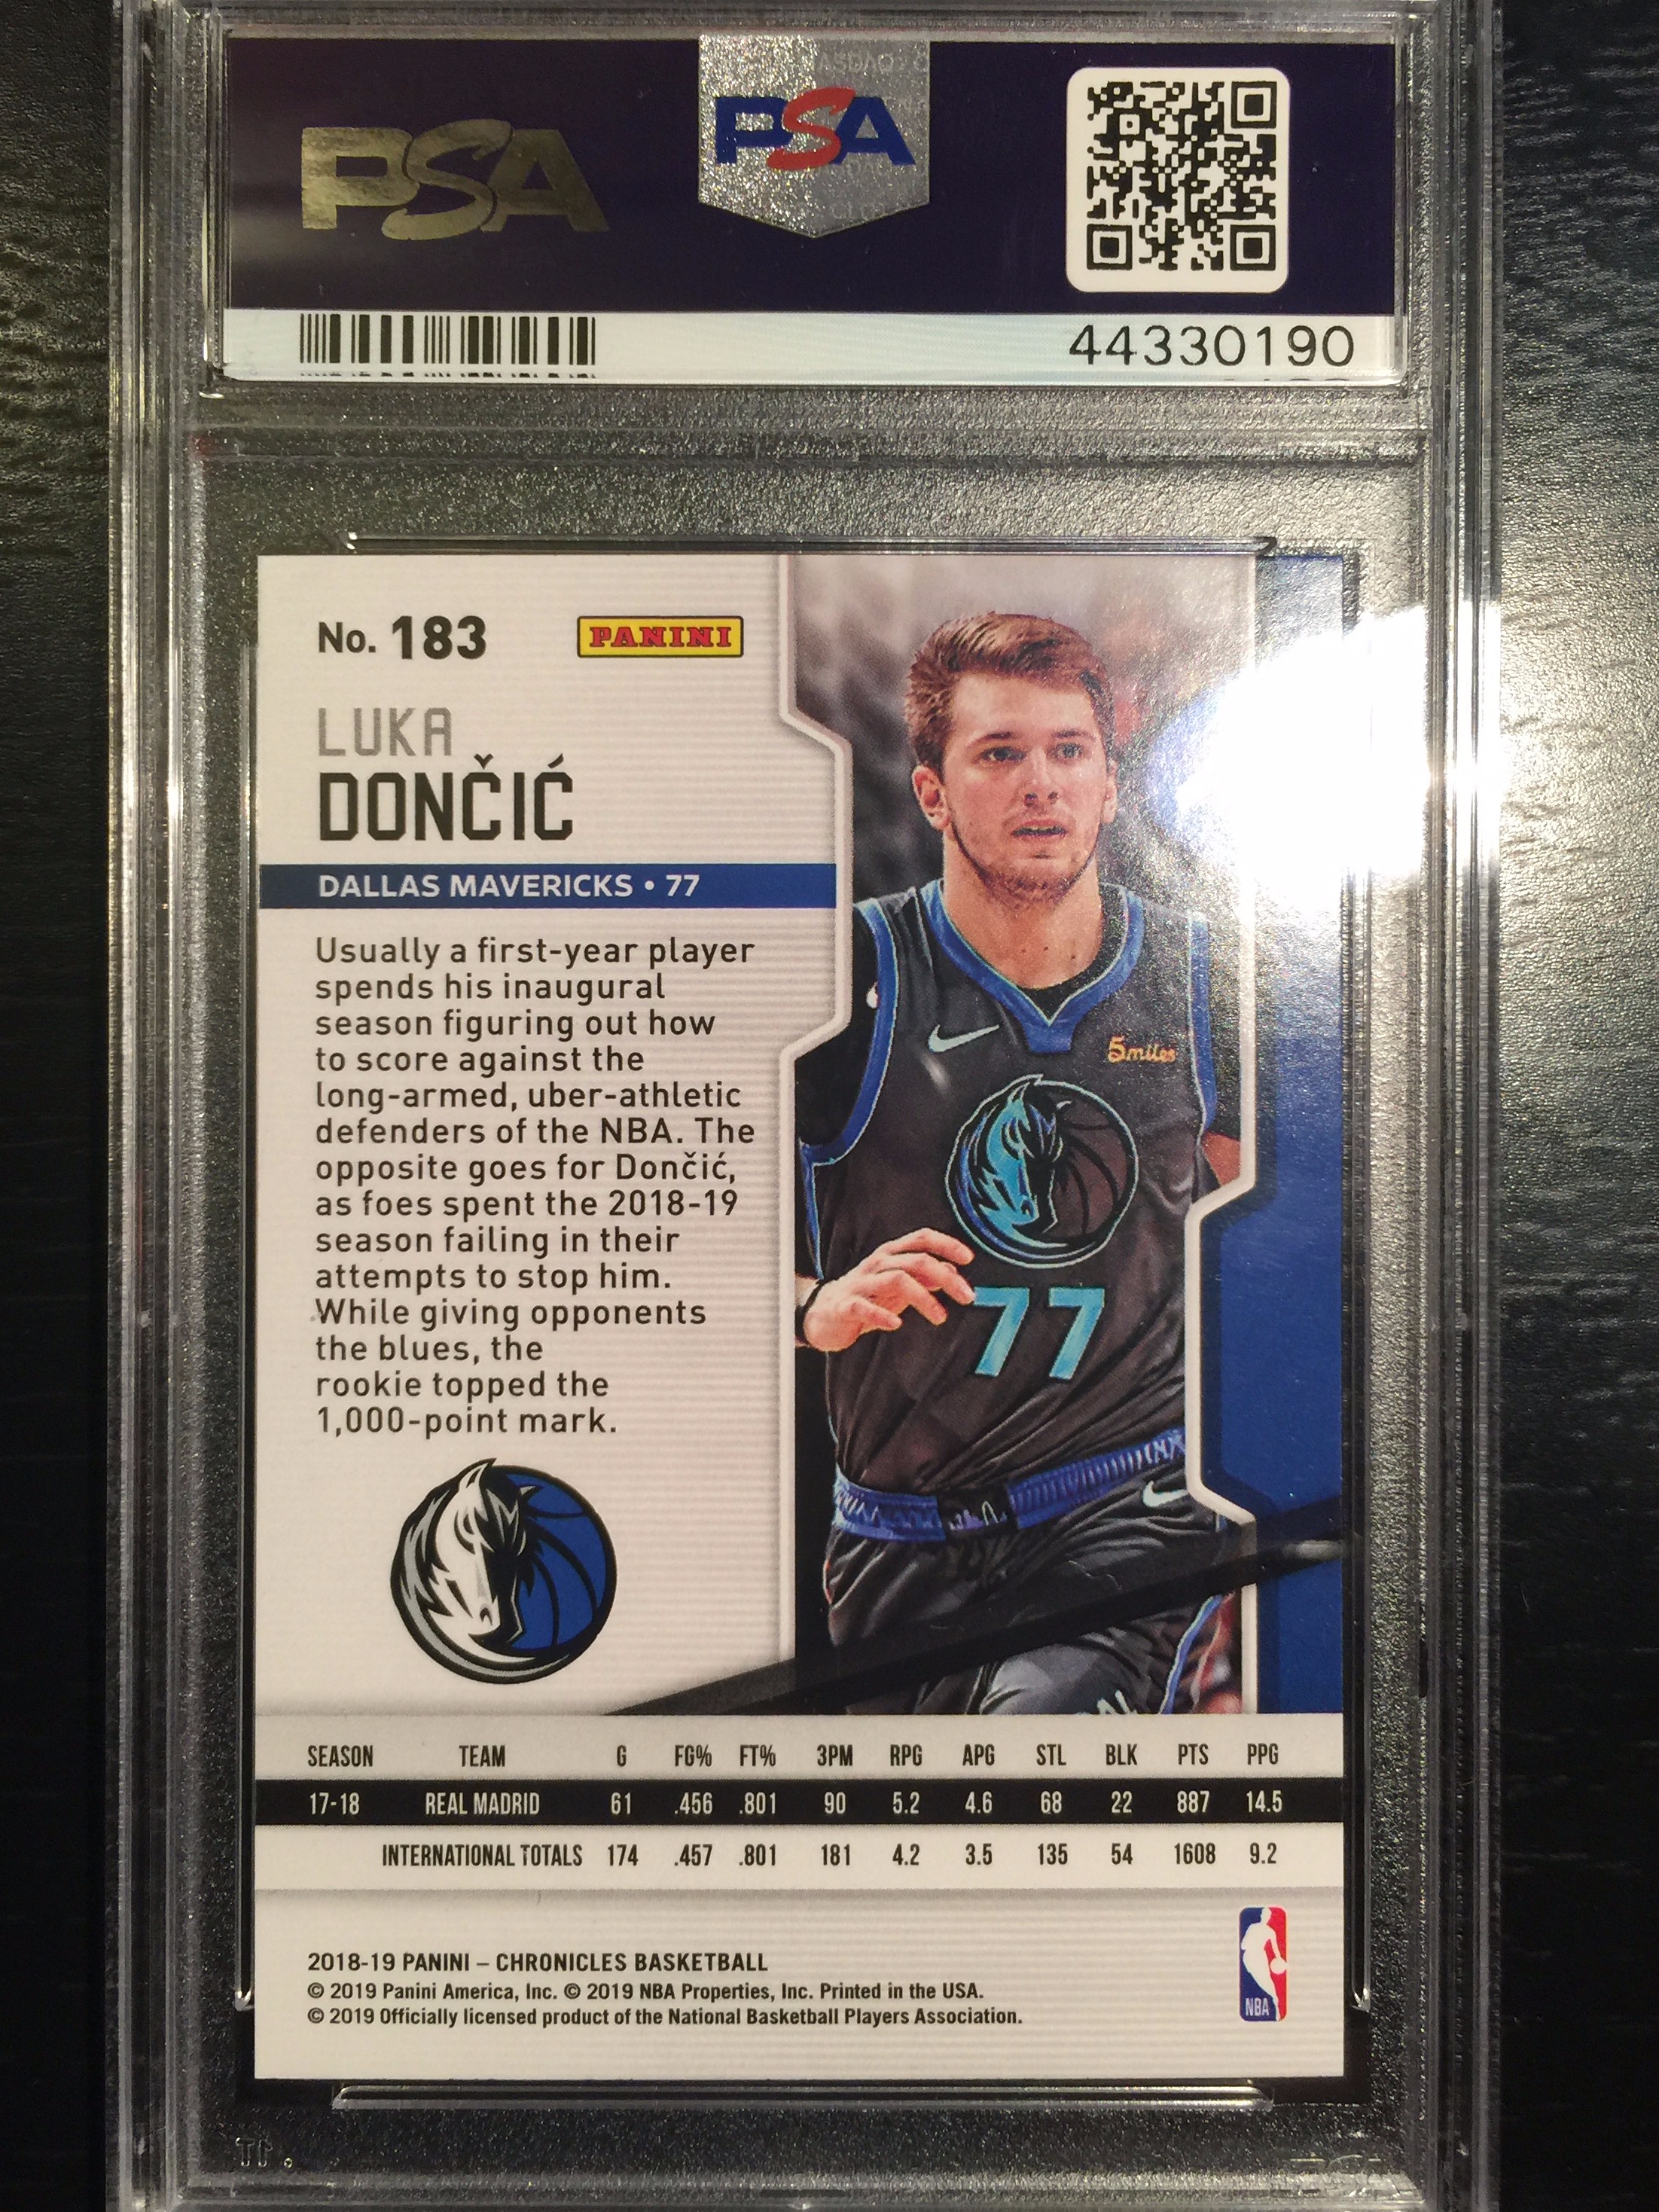 PSA
PSA
44330190
No. 183
PANINI
LUKA
DONČIĆ
DALLAS MAVERICKS • 77
Usually a first-year player
spends his inaugural
season figuring out how
to score against the
long-armed, uber-athletic
defenders of the NBA. The
opposite goes for Dončić,
as foes spent the 2018-19
season failing in their
attempts to stop him.
While giving opponents
the blues, the
rookie topped the
1,000-point mark.
5miles
77
SEASON TEAM G FG% FT% 3PM RPG APG STL BLK PTS PPG
17-18 REAL MADRID 61 .456 .801 90 5.2 4.6 68 22 887 14.5
INTERNATIONAL TOTALS 174 .457 .801 181 4.2 3.5 135 54 1608 9.2
2018-19 PANINI – CHRONICLES BASKETBALL
© 2019 Panini America, Inc. © 2019 NBA Properties, Inc. Printed in the USA.
© 2019 Officially licensed product of the National Basketball Players Association.
NBA